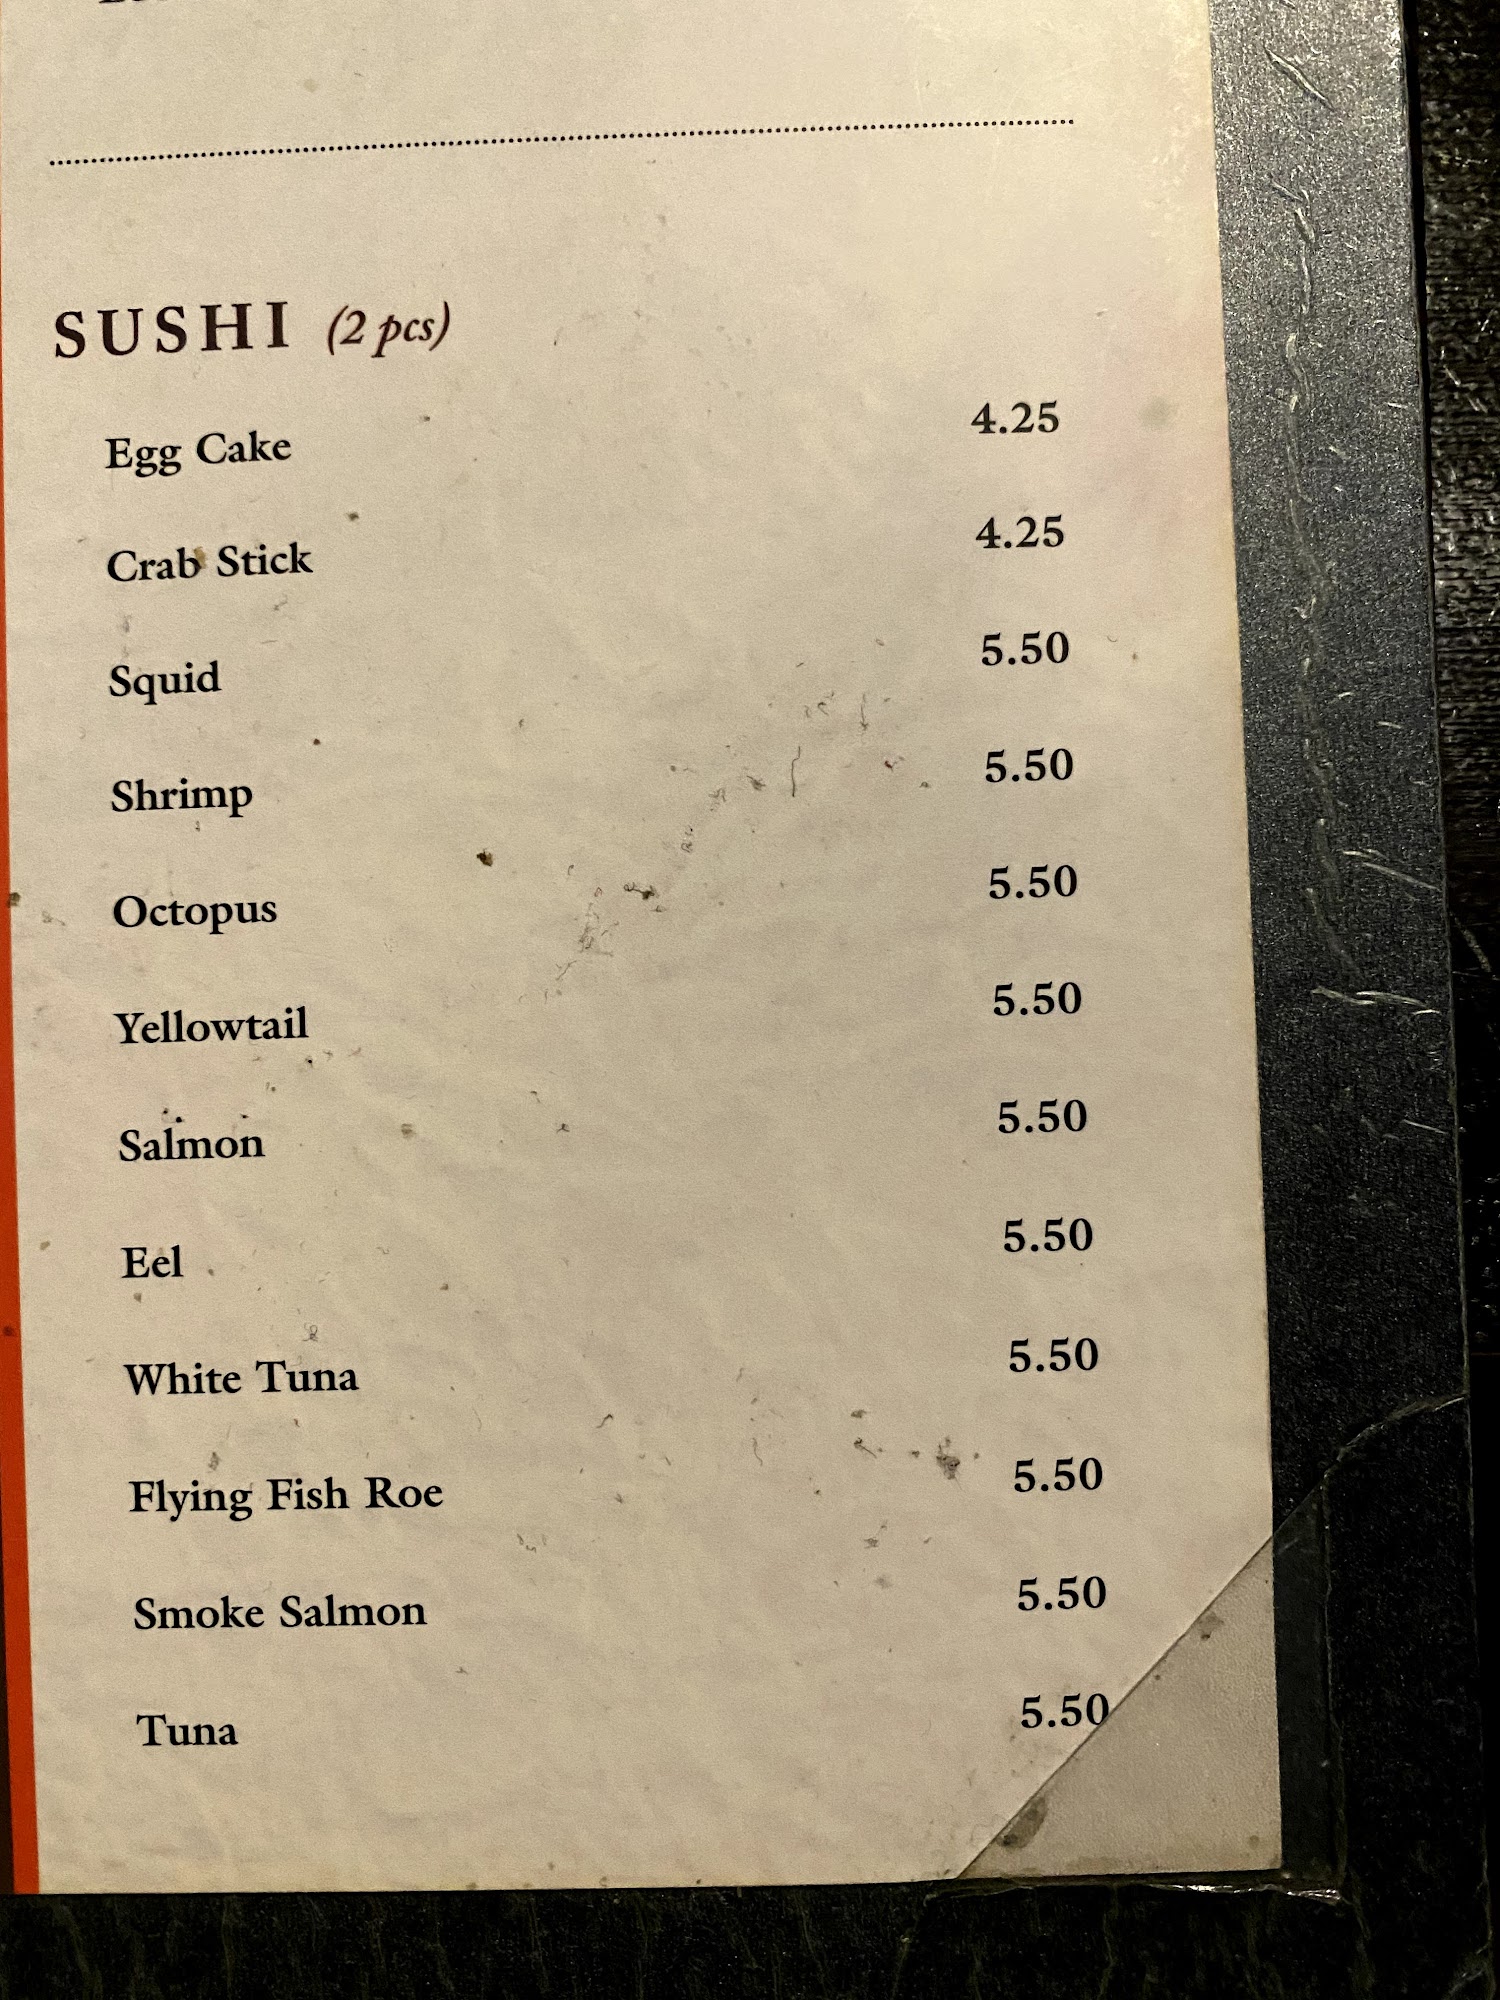 SUSHI (2 pcs)
Egg Cake 4.25
Crab Stick 4.25
Squid 5.50
Shrimp 5.50
Octopus 5.50
Yellowtail 5.50
Salmon 5.50
Eel 5.50
White Tuna 5.50
Flying Fish Roe 5.50
Smoke Salmon 5.50
Tuna 5.50